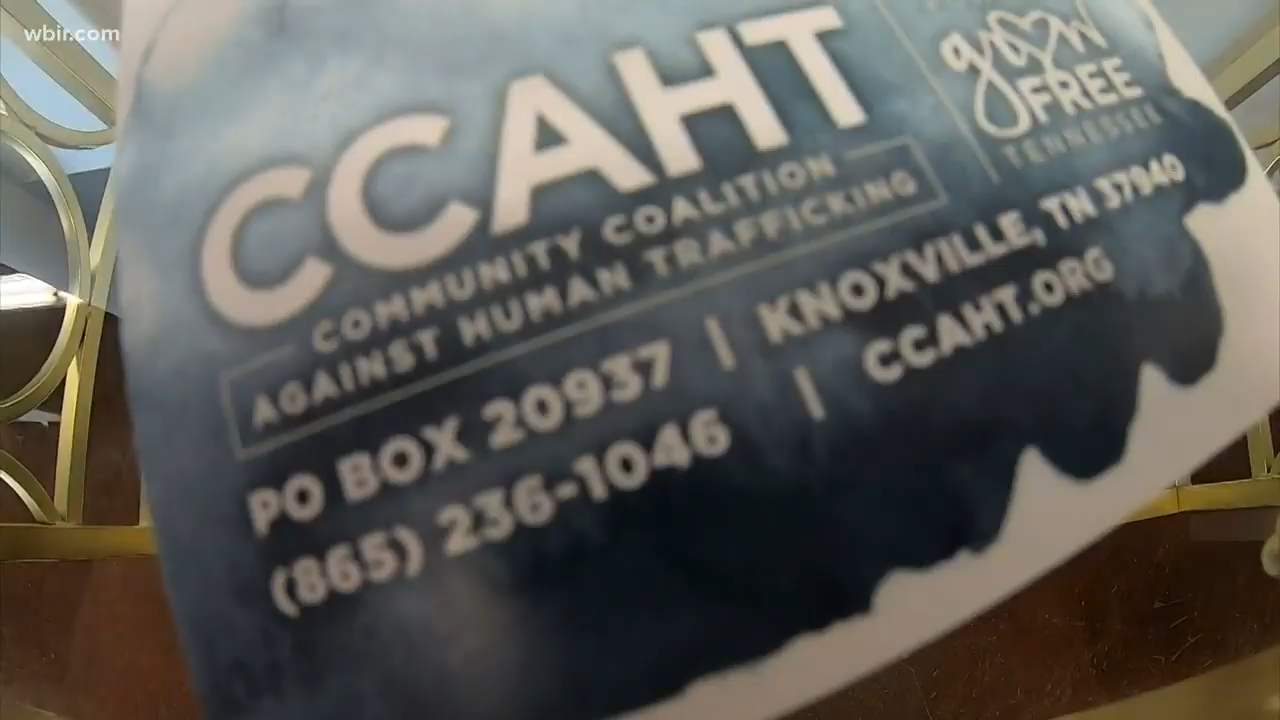 wbir.com
CCAHT
COMMUNITY COALITION
AGAINST HUMAN TRAFFICKING
grow
FREE
TENNESSEE
PO BOX 20937 | KNOXVILLE, TN 37940
(865) 236-1046 | CCAHT.ORG